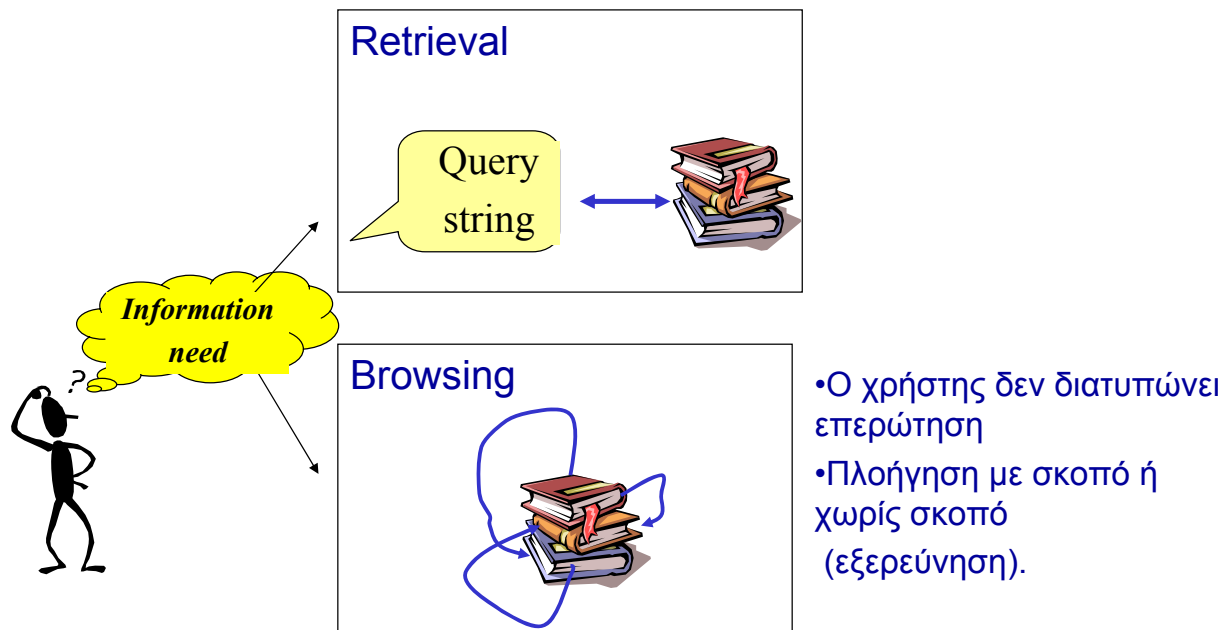 Retrieval
Query
string
Information
need
?
Browsing
•Ο χρήστης δεν διατυπώνει
επερώτηση
•Πλοήγηση με σκοπό ή
χωρίς σκοπό
(εξερεύνηση).